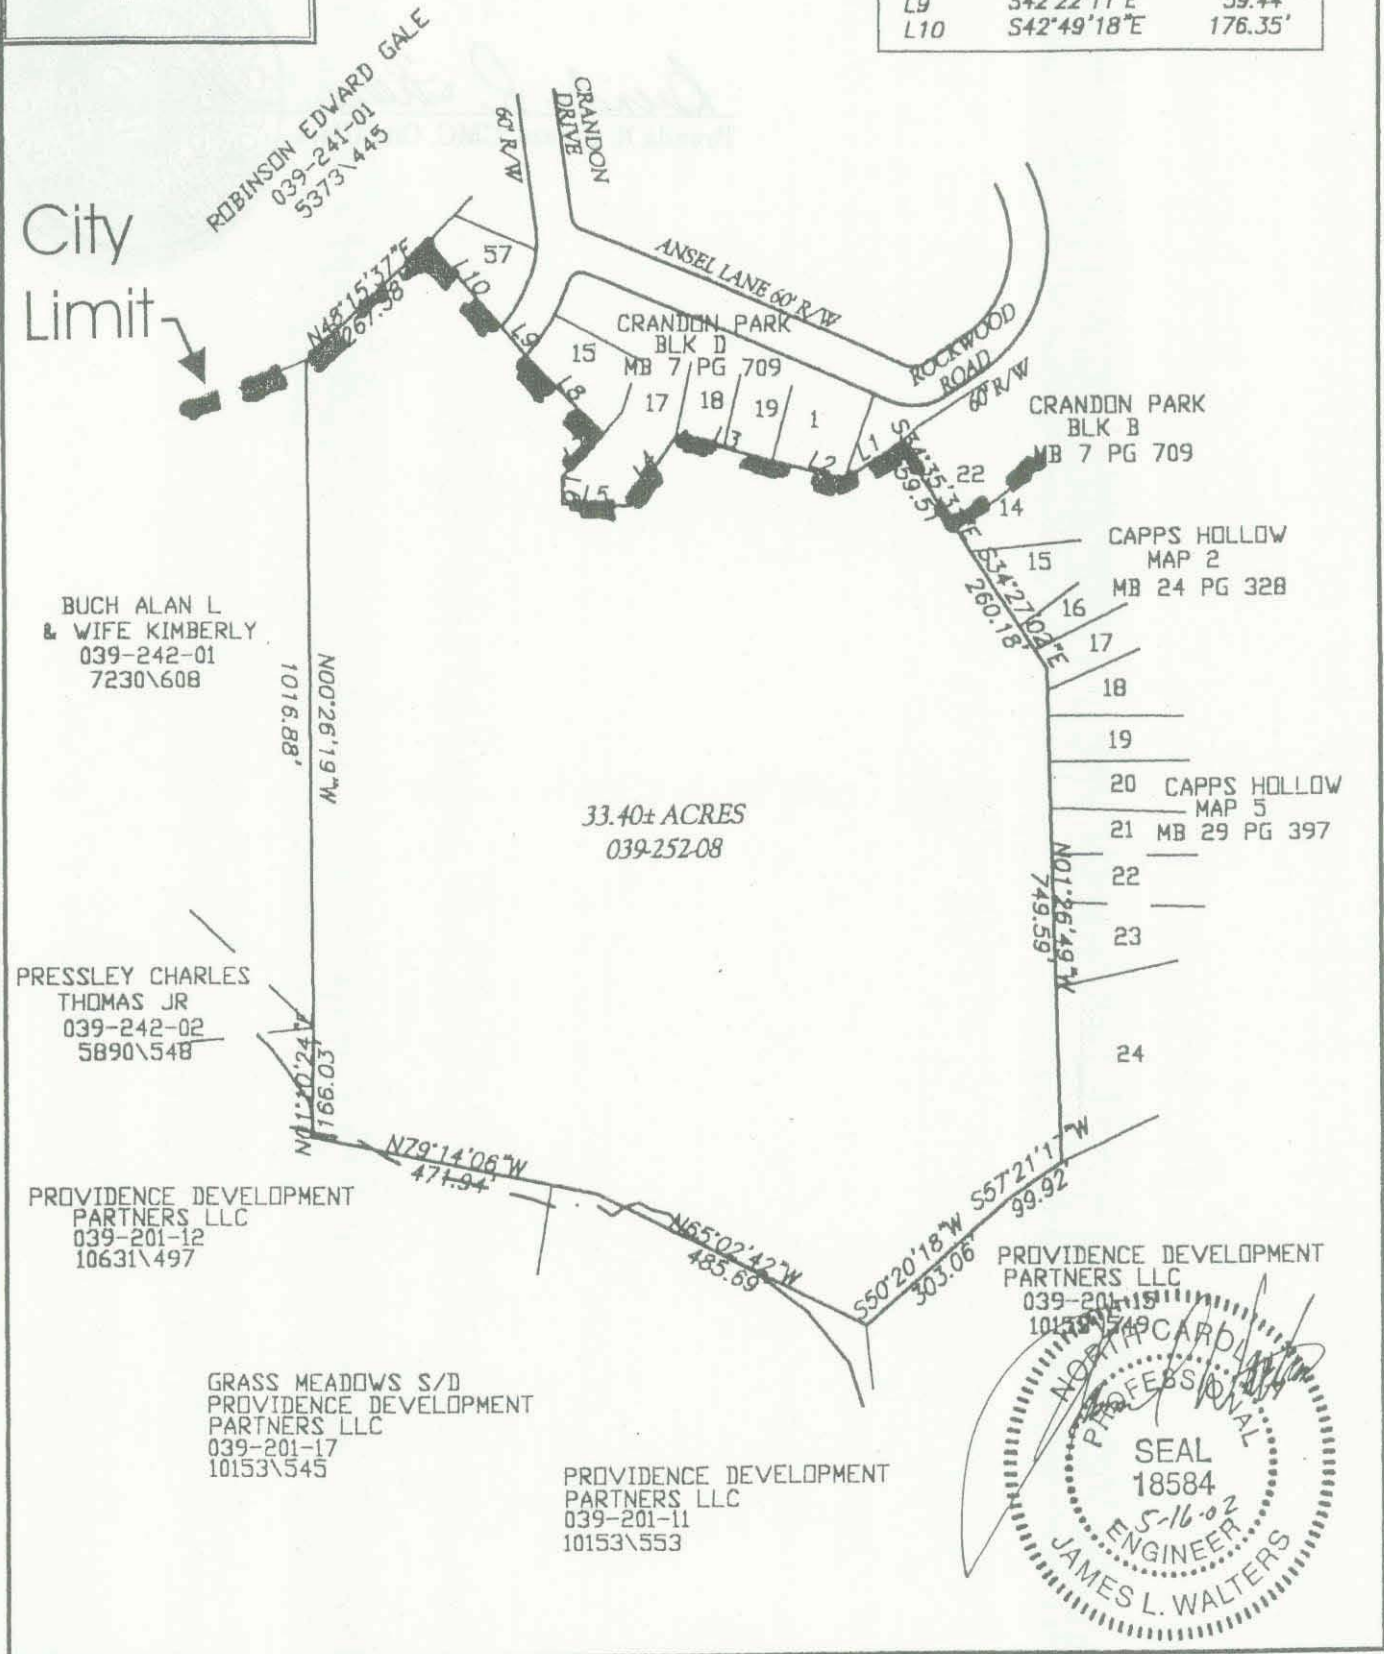 L9 S42°22'11"E 59.44'
L10 S42°49'18"E 176.35'
ROBINSON EDWARD GALE
039-241-01
5373\445
City
Limit
60' R/W
CRANDON
DRIVE
57
ANSEL LANE 60' R/W
N48°15'37"E
267.58'
L10
L9
L8
15
CRANDON PARK
BLK D
MB 7 PG 709
17
18
19
1
ROCKWOOD
ROAD
60' R/W
CRANDON PARK
BLK B
MB 7 PG 709
L6
L5
L4
L3
L2
L1
59.51
22
14
S34°27'02"E
260.18'
15
16
17
18
19
20
21
22
23
24
CAPPS HOLLOW
MAP 2
MB 24 PG 328
BUCH ALAN L
& WIFE KIMBERLY
039-242-01
7230\608
N00°26'19"W
1016.88'
33.40± ACRES
039-252-08
CAPPS HOLLOW
MAP 5
MB 29 PG 397
N01°26'49"W
749.59'
PRESSLEY CHARLES
THOMAS JR
039-242-02
5890\548
N01°10'24"E
166.03'
N79°14'06"W
471.94'
N65°02'42"W
485.69'
S50°20'18"W
303.06'
S57°21'17"W
99.92'
PROVIDENCE DEVELOPMENT
PARTNERS LLC
039-201-12
10631\497
PROVIDENCE DEVELOPMENT
PARTNERS LLC
039-201-15
GRASS MEADOWS S/D
PROVIDENCE DEVELOPMENT
PARTNERS LLC
039-201-17
10153\545
PROVIDENCE DEVELOPMENT
PARTNERS LLC
039-201-11
10153\553
NORTH CAROLINA
PROFESSIONAL
SEAL
18584
5-16-02
ENGINEER
JAMES L. WALTERS